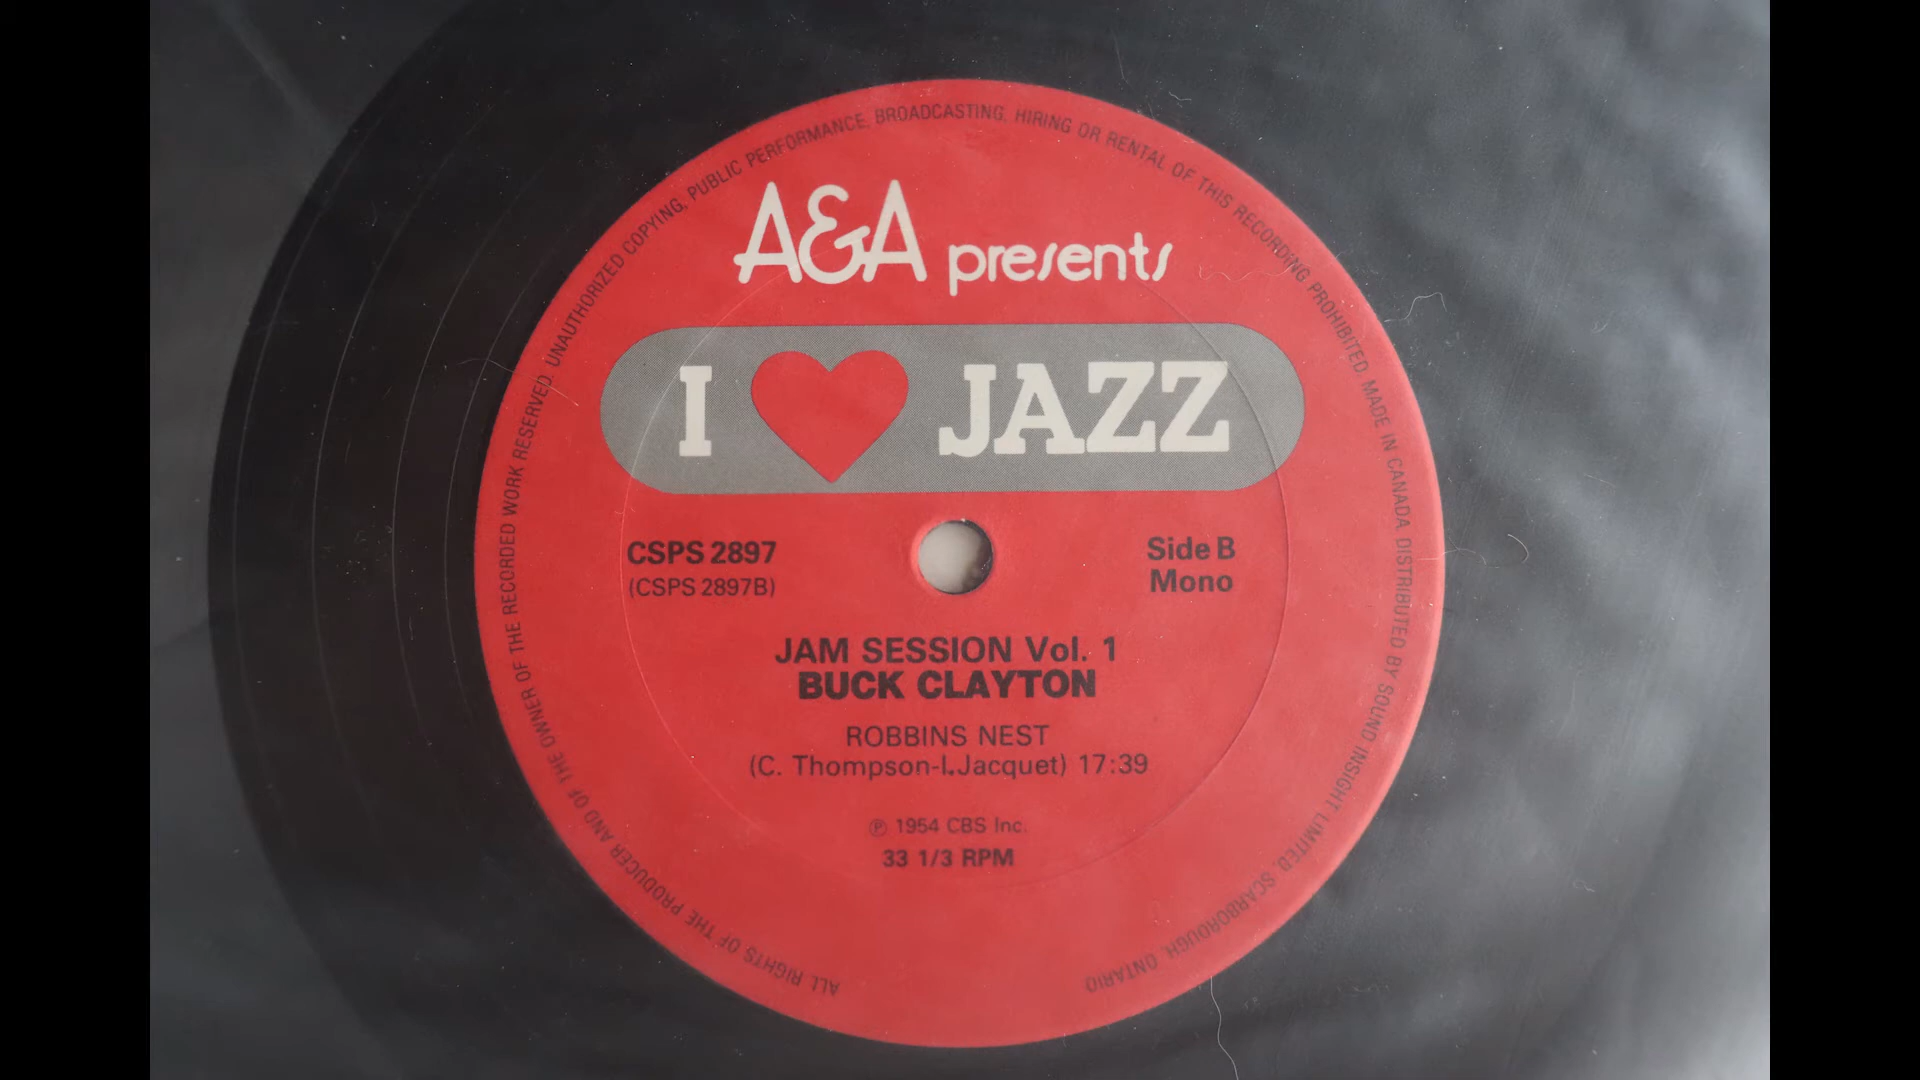 A&A presents
I JAZZ
CSPS 2897
(CSPS 2897B)
Side B
Mono
JAM SESSION Vol. 1
BUCK CLAYTON
ROBBINS NEST
(C. Thompson-I.Jacquet) 17:39
℗ 1954 CBS Inc.
33 1/3 RPM
ALL RIGHTS OF THE PRODUCER AND OF THE OWNER OF THE RECORDED WORK RESERVED. UNAUTHORIZED COPYING, PUBLIC PERFORMANCE, BROADCASTING, HIRING OR RENTAL OF THIS RECORDING PROHIBITED. MADE IN CANADA. DISTRIBUTED BY SOUND INSIGHT LIMITED, SCARBOROUGH, ONTARIO